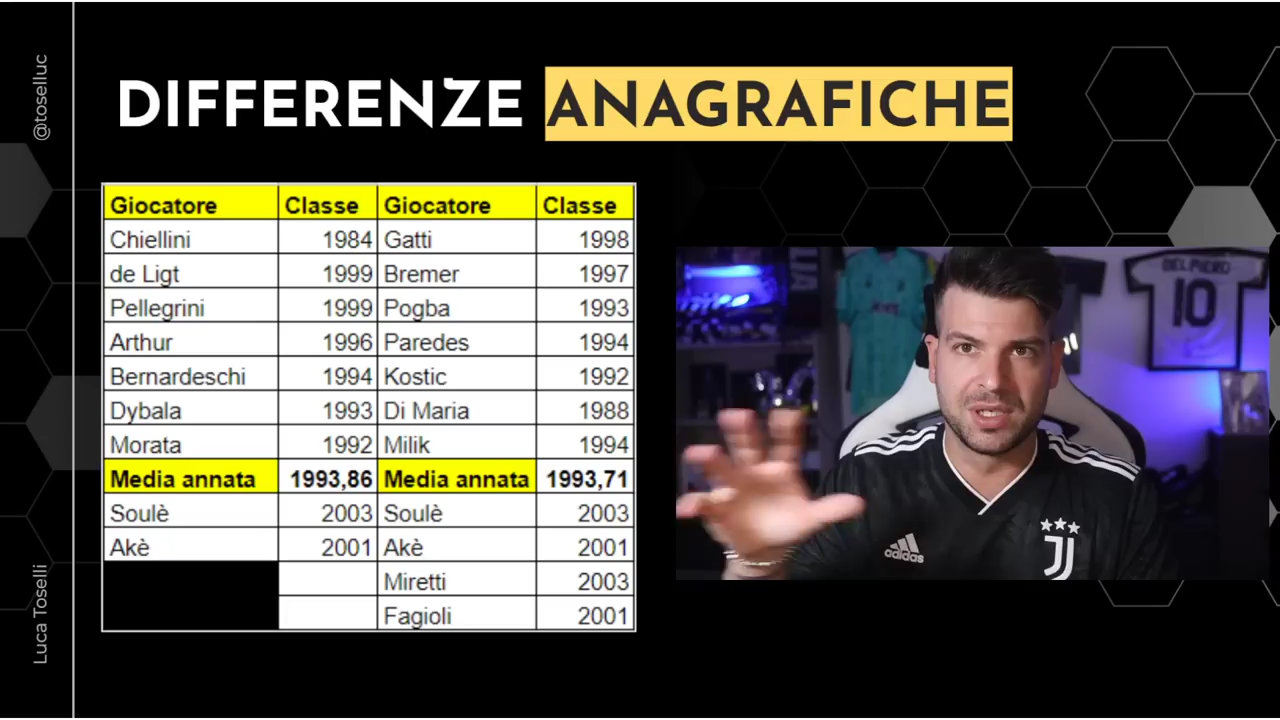 @toselluc
Luca Toselli
DIFFERENZE ANAGRAFICHE
Giocatore Classe Giocatore Classe
Chiellini 1984 Gatti 1998
de Ligt 1999 Bremer 1997
Pellegrini 1999 Pogba 1993
Arthur 1996 Paredes 1994
Bernardeschi 1994 Kostic 1992
Dybala 1993 Di Maria 1988
Morata 1992 Milik 1994
Media annata 1993,86 Media annata 1993,71
Soulè 2003 Soulè 2003
Akè 2001 Akè 2001
Miretti 2003
Fagioli 2001
DEL PIERO
10
adidas